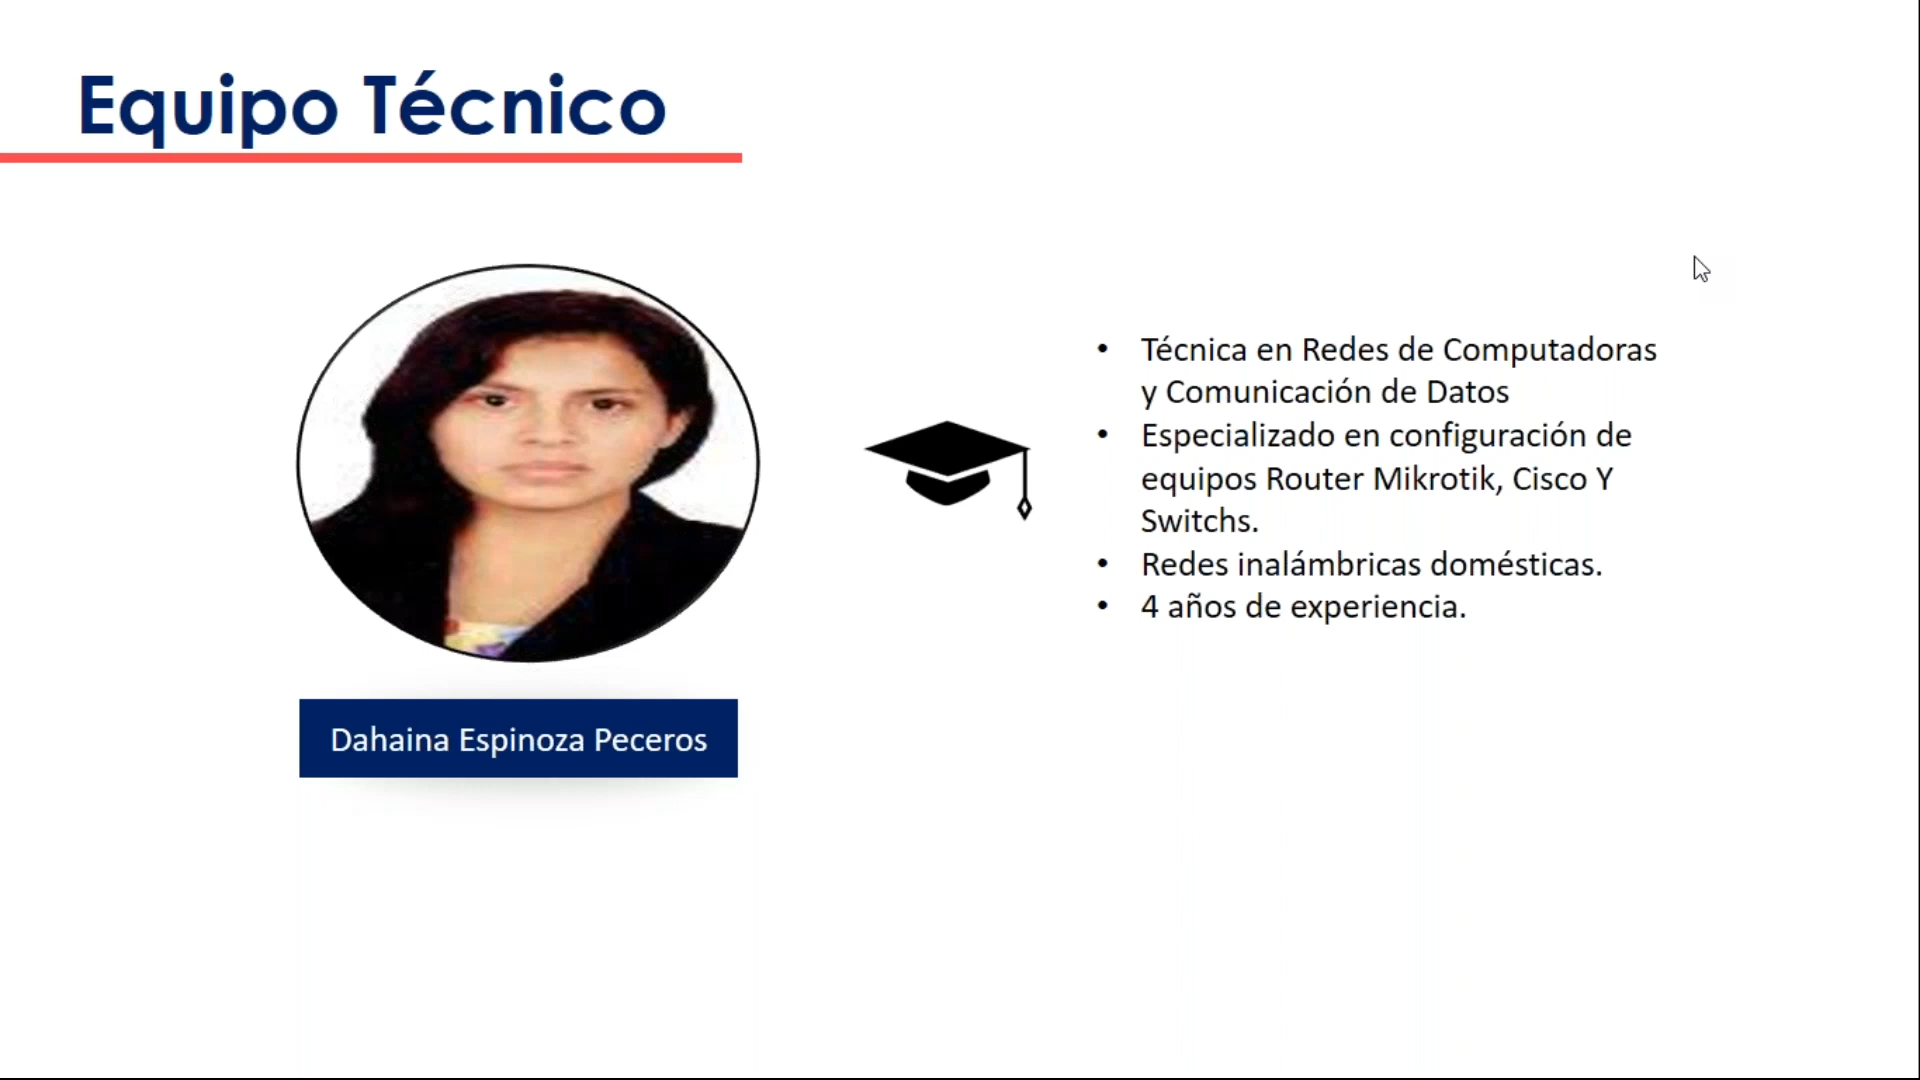 Equipo Técnico
• Técnica en Redes de Computadoras
y Comunicación de Datos
• Especializado en configuración de
equipos Router Mikrotik, Cisco Y
Switchs.
• Redes inalámbricas domésticas.
• 4 años de experiencia.
Dahaina Espinoza Peceros